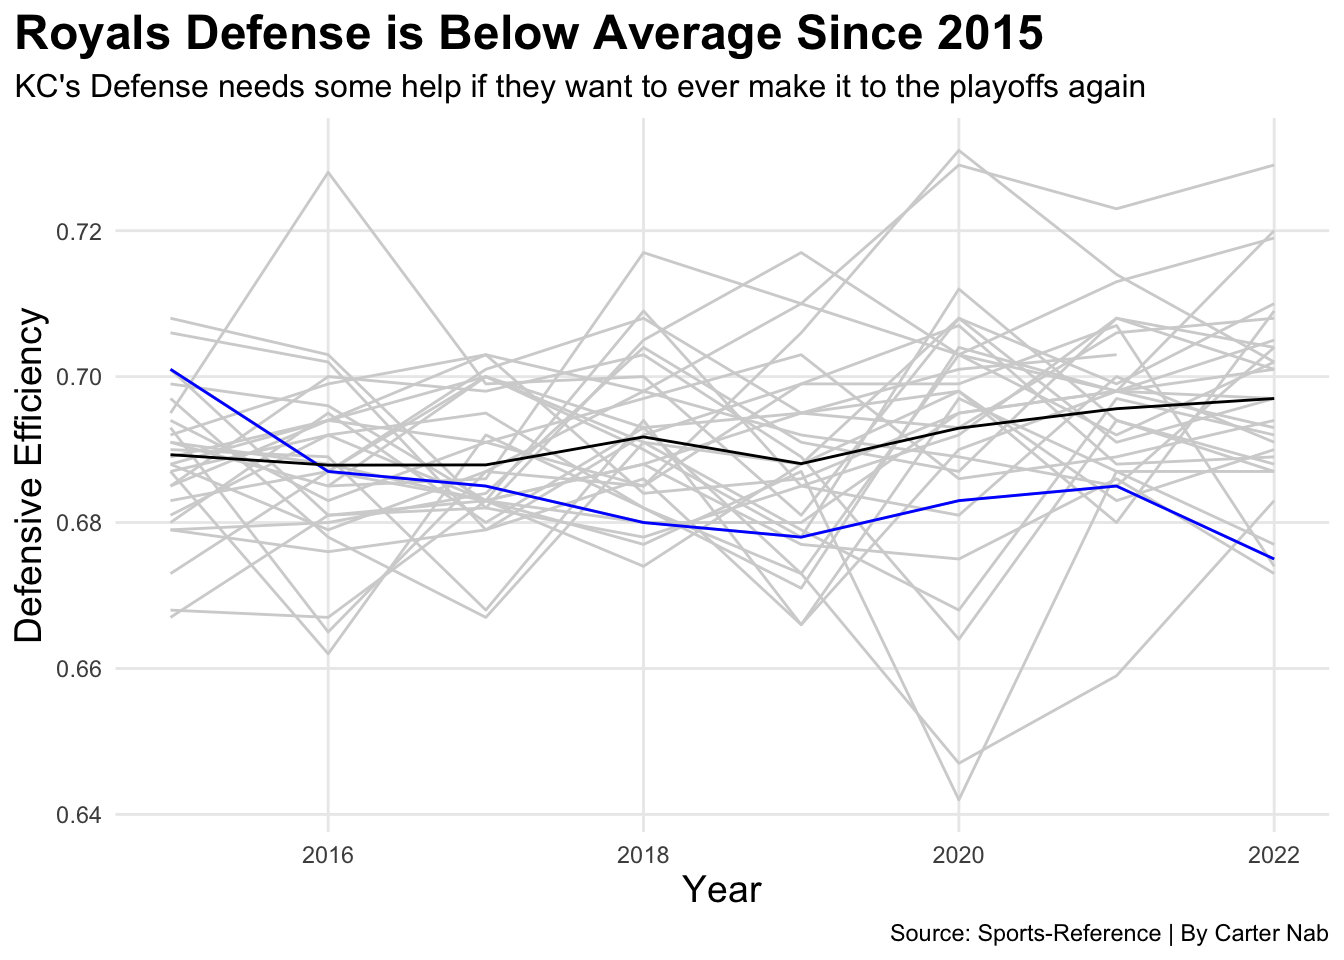 Royals Defense is Below Average Since 2015
KC's Defense needs some help if they want to ever make it to the playoffs again
Defensive Efficiency
0.72
0.70
0.68
0.66
0.64
2016 2018 2020 2022
Year
Source: Sports-Reference | By Carter Nab